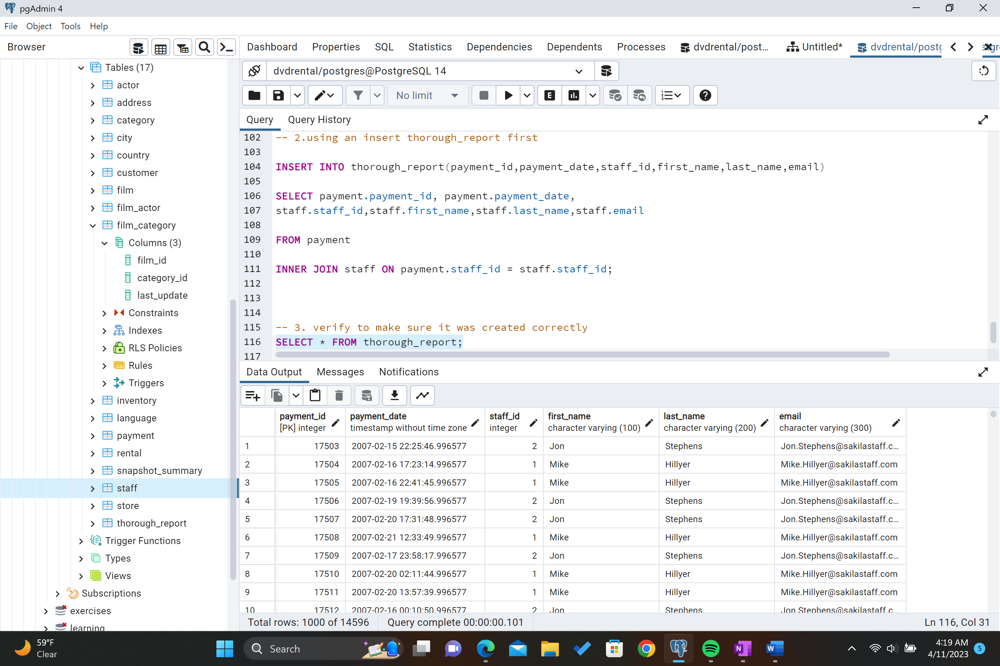 pgAdmin 4
File Object Tools Help
Browser
Dashboard Properties SQL Statistics Dependencies Dependents Processes dvdrental/post... Untitled* dvdrental/postg
Tables (17)
actor
address
category
city
country
customer
film
film_actor
film_category
Columns (3)
film_id
category_id
last_update
Constraints
Indexes
RLS Policies
Rules
Triggers
inventory
language
payment
rental
snapshot_summary
staff
store
thorough_report
Trigger Functions
Types
Views
Subscriptions
exercises
learning
dvdrental/postgres@PostgreSQL 14
No limit
Query Query History
102 -- 2.using an insert thorough_report first
103
104 INSERT INTO thorough_report(payment_id,payment_date,staff_id,first_name,last_name,email)
105
106 SELECT payment.payment_id, payment.payment_date,
107 staff.staff_id,staff.first_name,staff.last_name,staff.email
108
109 FROM payment
110
111 INNER JOIN staff ON payment.staff_id = staff.staff_id;
112
113
114
115 -- 3. verify to make sure it was created correctly
116 SELECT * FROM thorough_report;
117
Data Output Messages Notifications
payment_id payment_date staff_id first_name last_name email
[PK] integer timestamp without time zone integer character varying (100) character varying (200) character varying (300)
1 17503 2007-02-15 22:25:46.996577 2 Jon Stephens Jon.Stephens@sakilastaff.c...
2 17504 2007-02-16 17:23:14.996577 1 Mike Hillyer Mike.Hillyer@sakilastaff.com
3 17505 2007-02-16 22:41:45.996577 1 Mike Hillyer Mike.Hillyer@sakilastaff.com
4 17506 2007-02-19 19:39:56.996577 2 Jon Stephens Jon.Stephens@sakilastaff.c...
5 17507 2007-02-20 17:31:48.996577 2 Jon Stephens Jon.Stephens@sakilastaff.c...
6 17508 2007-02-21 12:33:49.996577 1 Mike Hillyer Mike.Hillyer@sakilastaff.com
7 17509 2007-02-17 23:58:17.996577 2 Jon Stephens Jon.Stephens@sakilastaff.c...
8 17510 2007-02-20 02:11:44.996577 1 Mike Hillyer Mike.Hillyer@sakilastaff.com
9 17511 2007-02-20 13:57:39.996577 1 Mike Hillyer Mike.Hillyer@sakilastaff.com
10 17512 2007-02-16 00:10:50.996577 2 Jon Stephens Jon.Stephens@sakilastaff.c...
Total rows: 1000 of 14596 Query complete 00:00:00.101 Ln 116, Col 31
59°F
Clear
Search
4:19 AM
4/11/2023
5